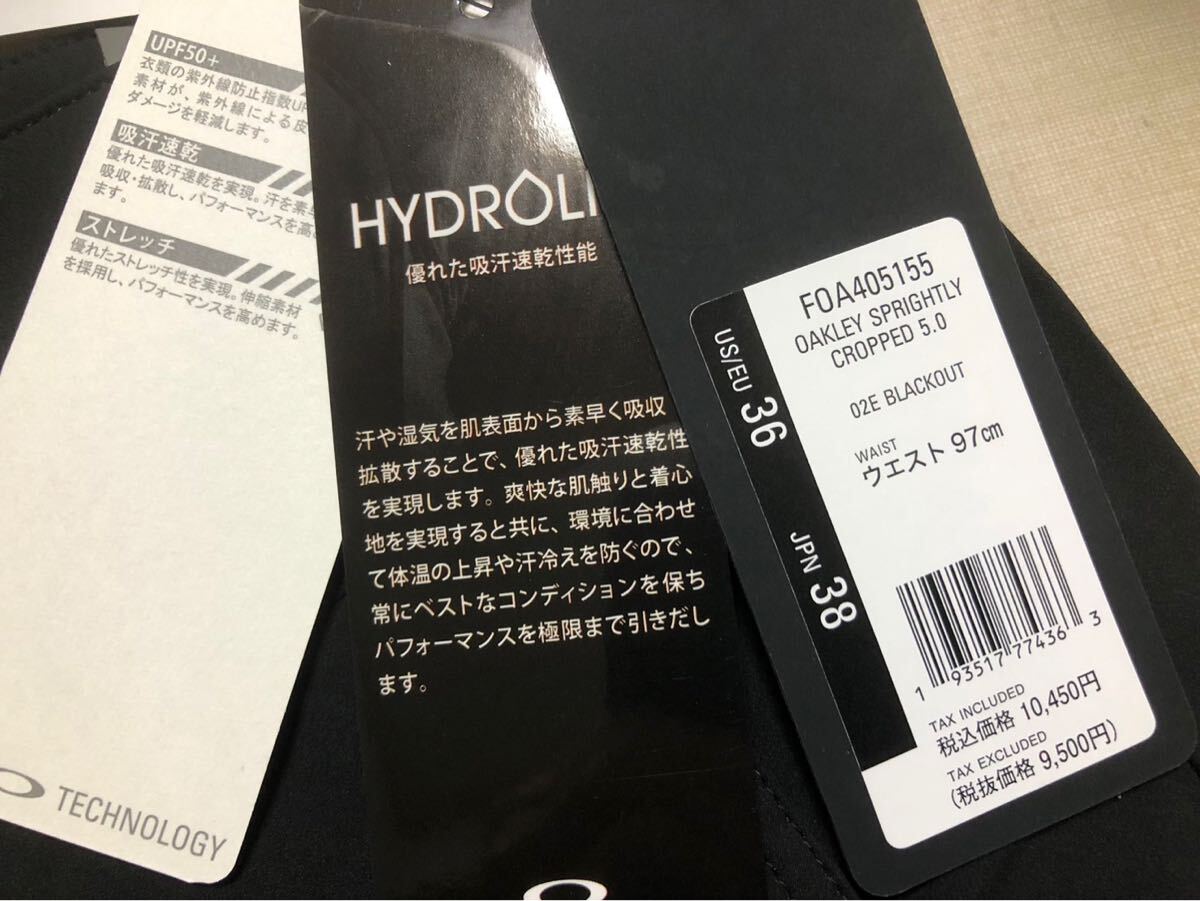 UPF50+
衣類の紫外線防止指数UP
素材が、紫外線による皮
ダメージを軽減します。
吸汗速乾
優れた吸汗速乾を実現。汗を素早
吸収・拡散し、パフォーマンスを高め
ます。
ストレッチ
優れたストレッチ性を実現。伸縮素材
を採用し、パフォーマンスを高めます。
TECHNOLOGY
HYDROLI
優れた吸汗速乾性能
汗や湿気を肌表面から素早く吸収
拡散することで、優れた吸汗速乾性
を実現します。爽快な肌触りと着心
地を実現すると共に、環境に合わせ
て体温の上昇や汗冷えを防ぐので、
常にベストなコンディションを保ち
パフォーマンスを極限まで引きだし
ます。
US/EU 36
JPN 38
FOA405155
OAKLEY SPRIGHTLY
CROPPED 5.0
02E BLACKOUT
WAIST
ウエスト 97cm
1 93517 77436 3
TAX INCLUDED
税込価格 10,450円
TAX EXCLUDED
(税抜価格 9,500円)